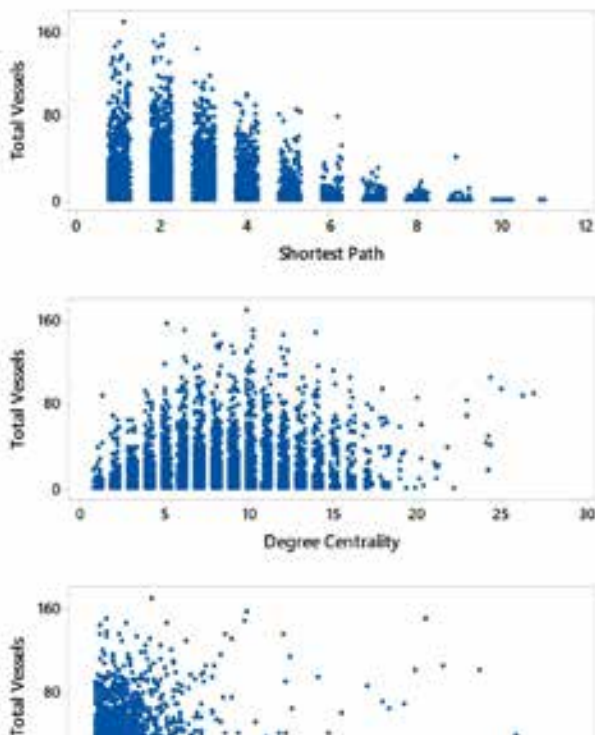 160
80
0
Total Vessels
0 2 4 6 8 10 12
Shortest Path
160
80
0
Total Vessels
0 5 10 15 20 25 30
Degree Centrality
160
80
Total Vessels